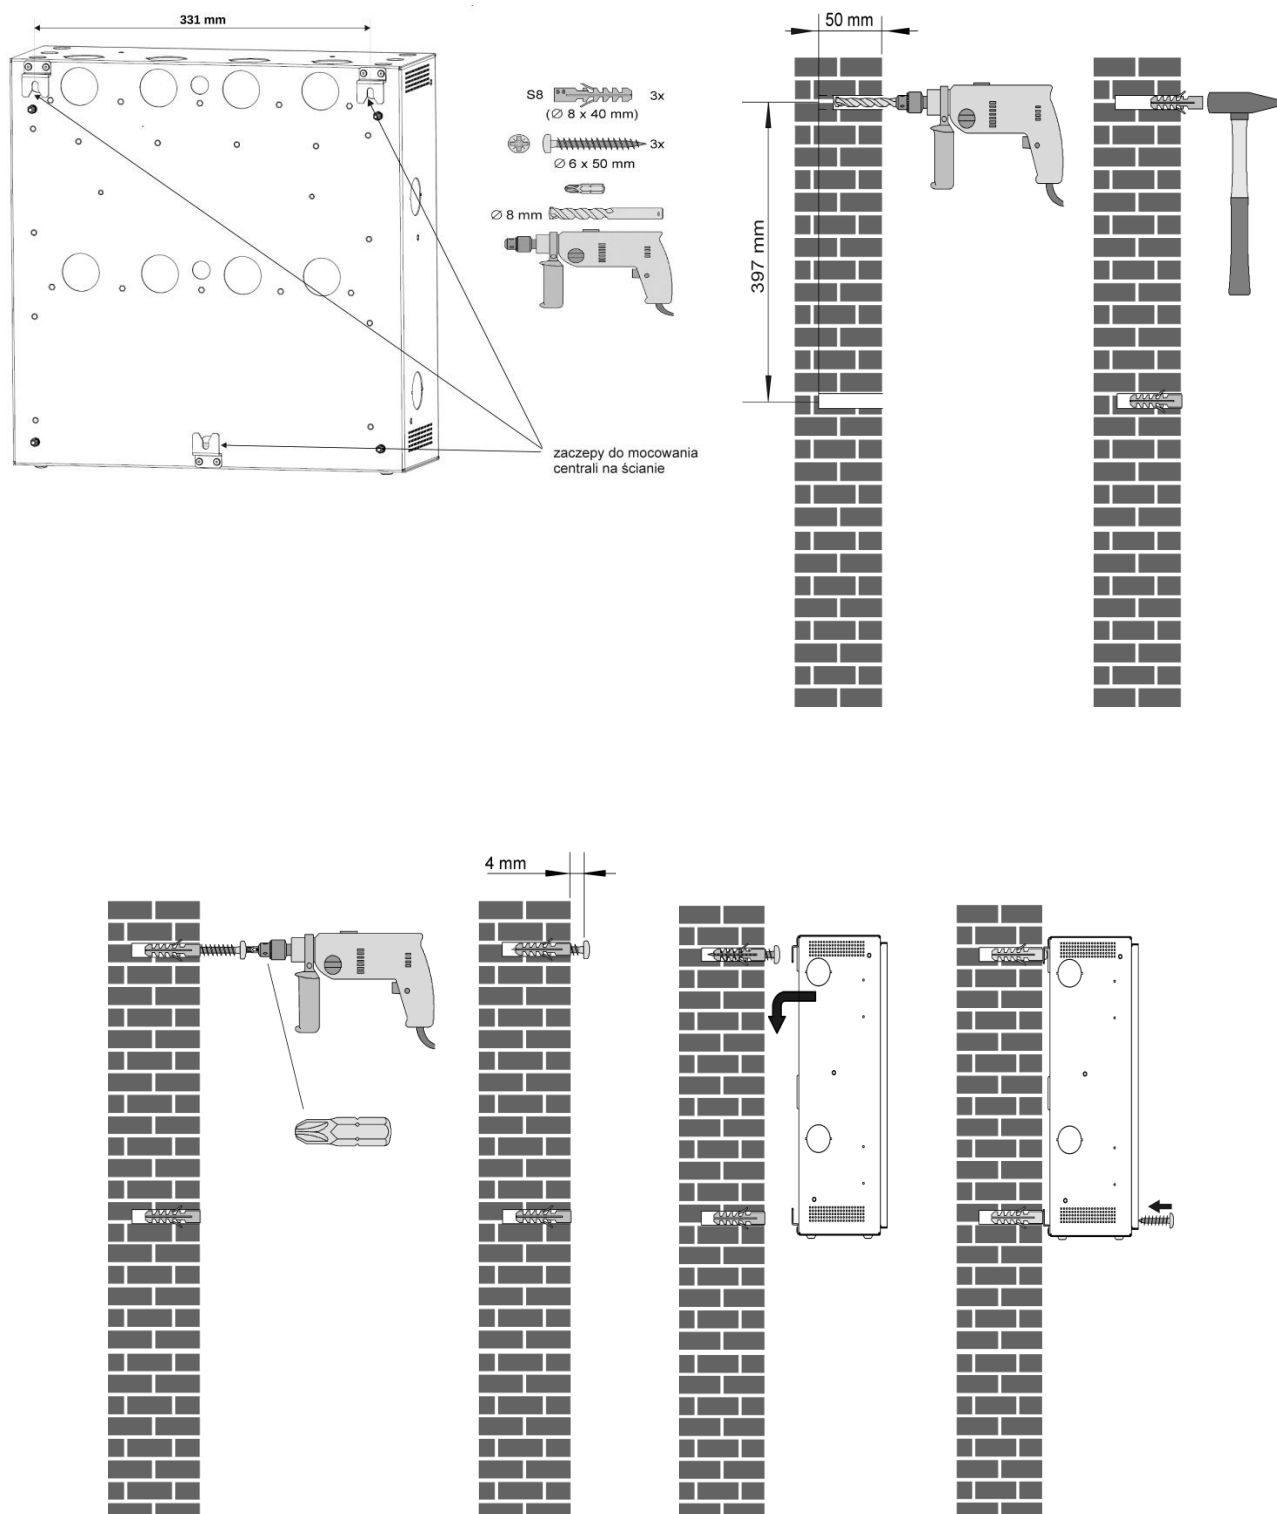 331 mm
S8
3x
(Ø 8 x 40 mm)
3x
Ø 6 x 50 mm
Ø 8 mm
zaczepy do mocowania
centrali na ścianie
50 mm
397 mm
4 mm